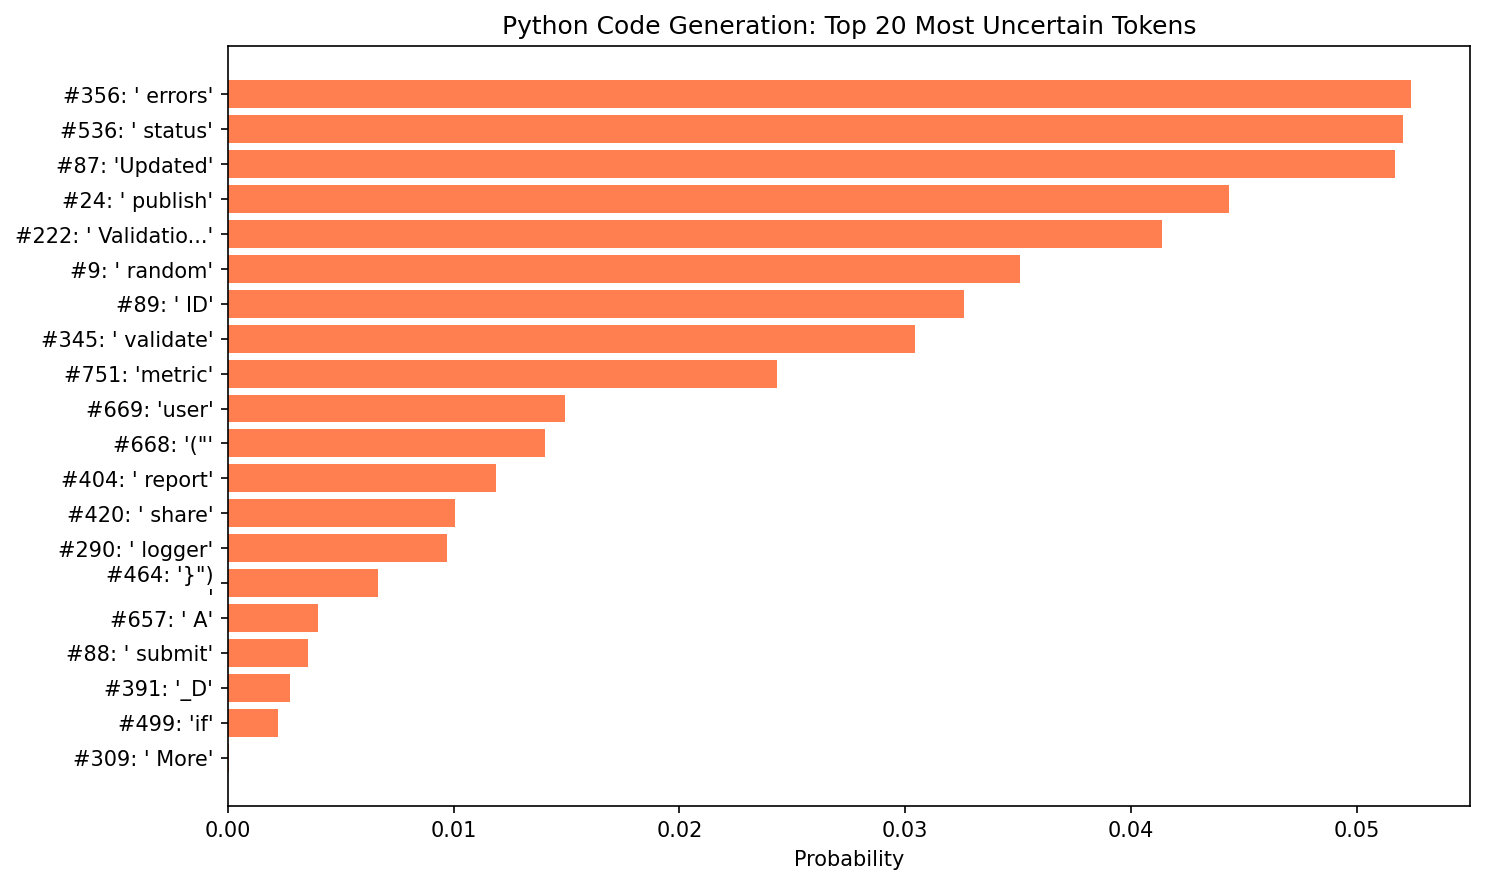 Python Code Generation: Top 20 Most Uncertain Tokens
#356: ' errors'
#536: ' status'
#87: 'Updated'
#24: ' publish'
#222: ' Validatio...'
#9: ' random'
#89: ' ID'
#345: ' validate'
#751: 'metric'
#669: 'user'
#668: '("'
#404: ' report'
#420: ' share'
#290: ' logger'
#464: '}")
'
#657: ' A'
#88: ' submit'
#391: '_D'
#499: 'if'
#309: ' More'
0.00 0.01 0.02 0.03 0.04 0.05
Probability